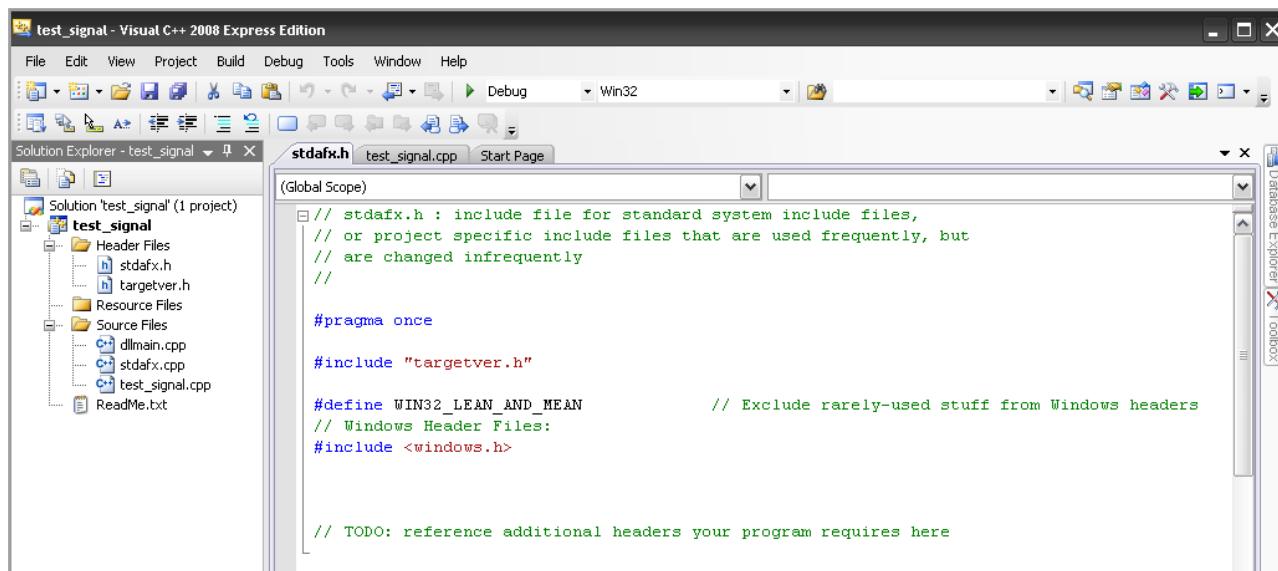 test_signal - Visual C++ 2008 Express Edition
File Edit View Project Build Debug Tools Window Help
Debug Win32
Solution Explorer - test_signal
stdafx.h test_signal.cpp Start Page
(Global Scope)
Solution 'test_signal' (1 project)
test_signal
Header Files
stdafx.h
targetver.h
Resource Files
Source Files
dllmain.cpp
stdafx.cpp
test_signal.cpp
ReadMe.txt
// stdafx.h : include file for standard system include files,
// or project specific include files that are used frequently, but
// are changed infrequently
//
#pragma once
#include "targetver.h"
#define WIN32_LEAN_AND_MEAN // Exclude rarely-used stuff from Windows headers
// Windows Header Files:
#include <windows.h>
// TODO: reference additional headers your program requires here
Database Explorer
Toolbox